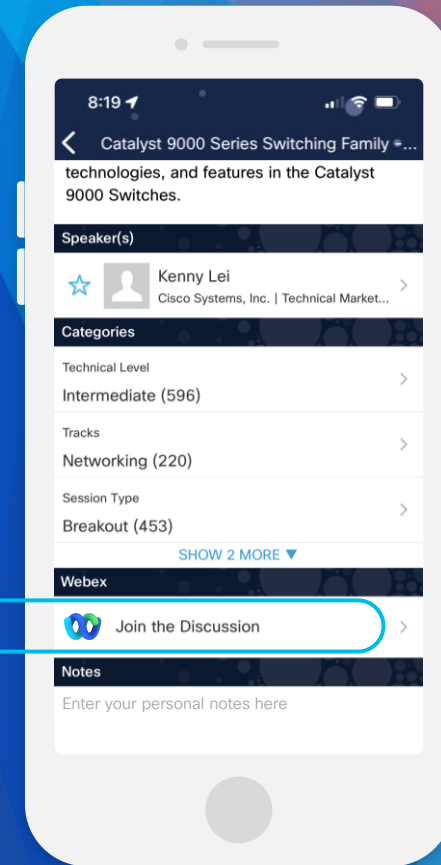 8:19
Catalyst 9000 Series Switching Family -...
technologies, and features in the Catalyst
9000 Switches.
Speaker(s)
Kenny Lei
Cisco Systems, Inc. | Technical Market...
Categories
Technical Level
Intermediate (596)
Tracks
Networking (220)
Session Type
Breakout (453)
SHOW 2 MORE ▼
Webex
Join the Discussion
Notes
Enter your personal notes here